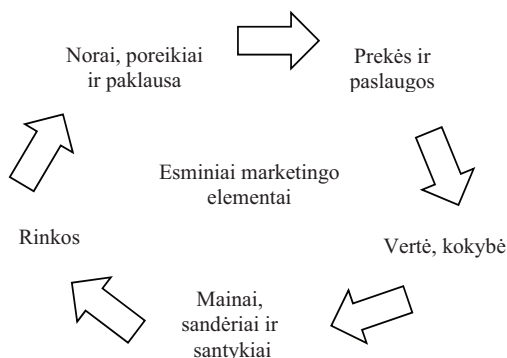 Norai, poreikiai
ir paklausa
Prekės ir
paslaugos
Esminiai marketingo
elementai
Rinkos
Vertė, kokybė
Mainai,
sandėriai ir
santykiai